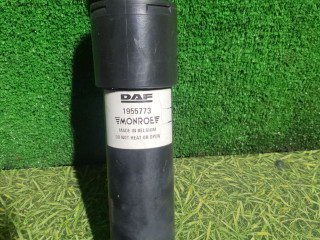 DAF
1955773
MONROE
MADE IN BELGIUM
DO NOT HEAT OR OPEN